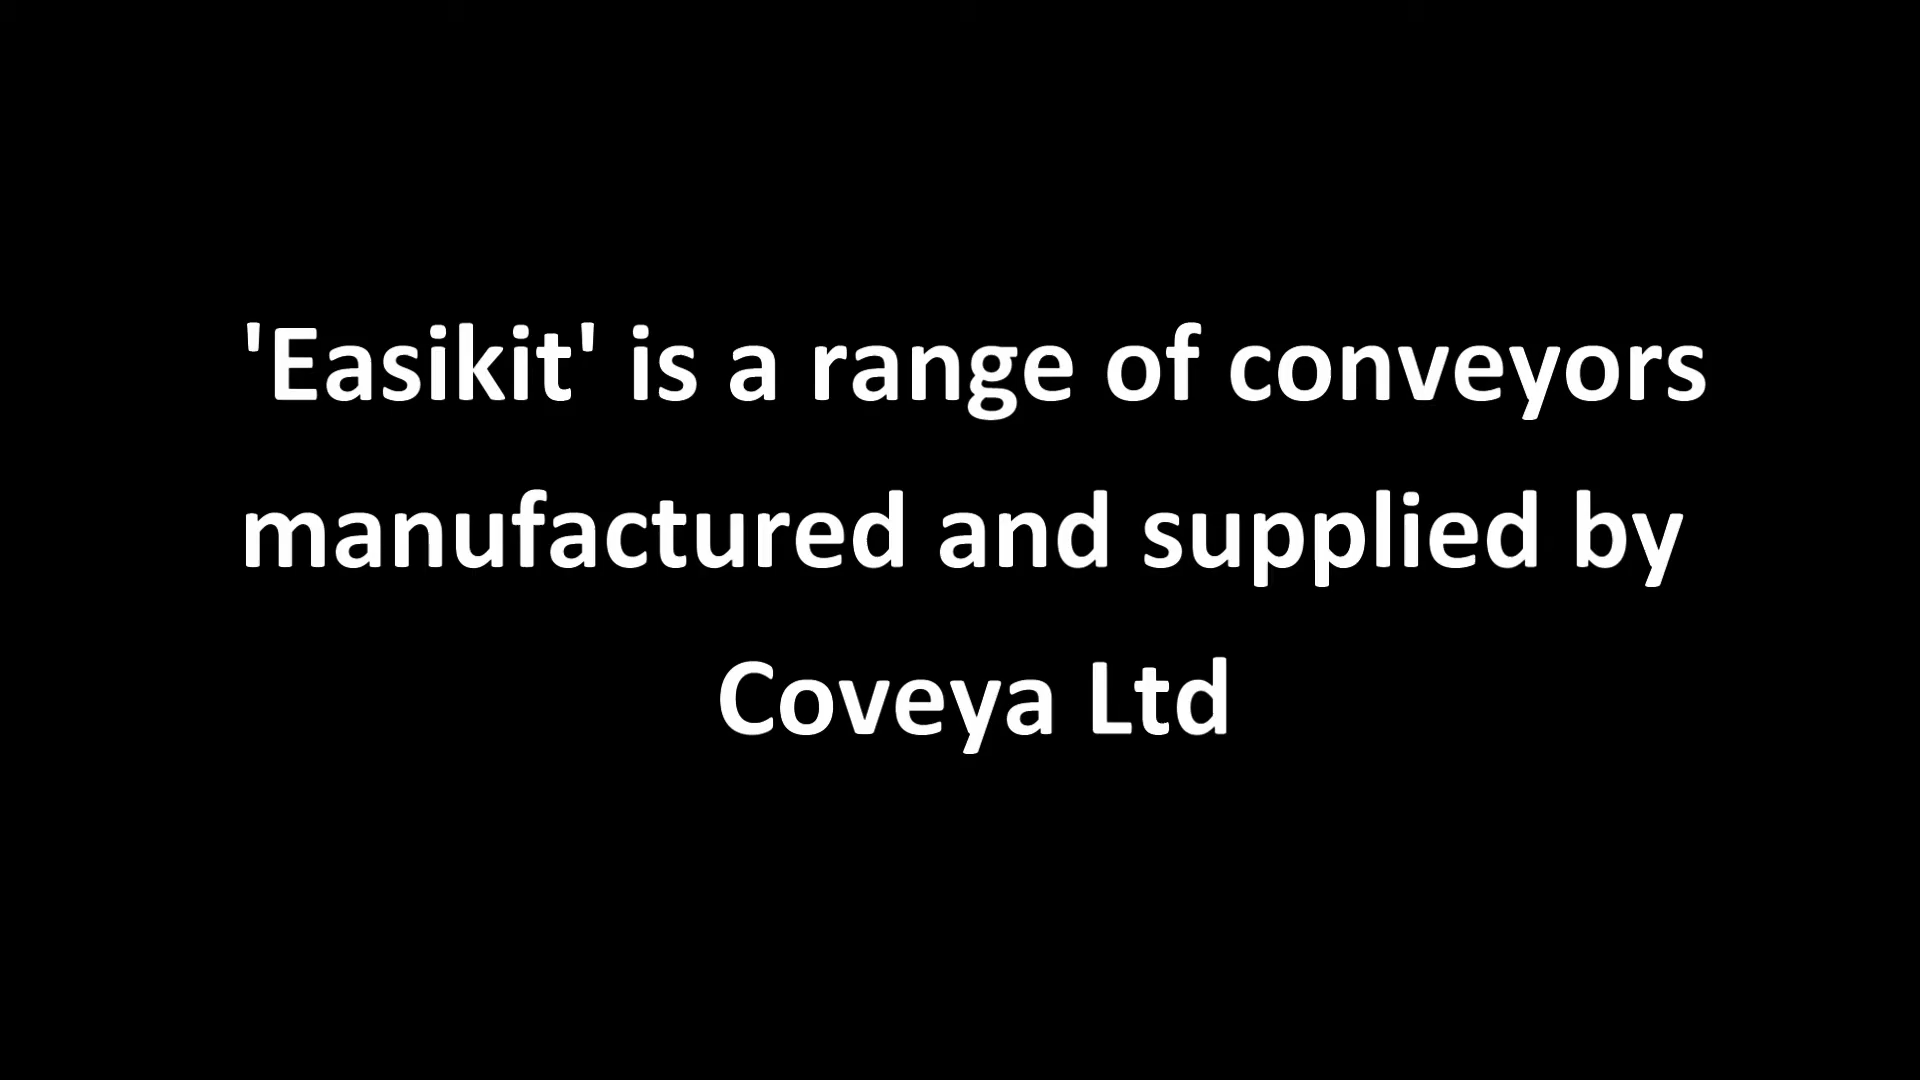 'Easikit' is a range of conveyors
manufactured and supplied by
Coveya Ltd